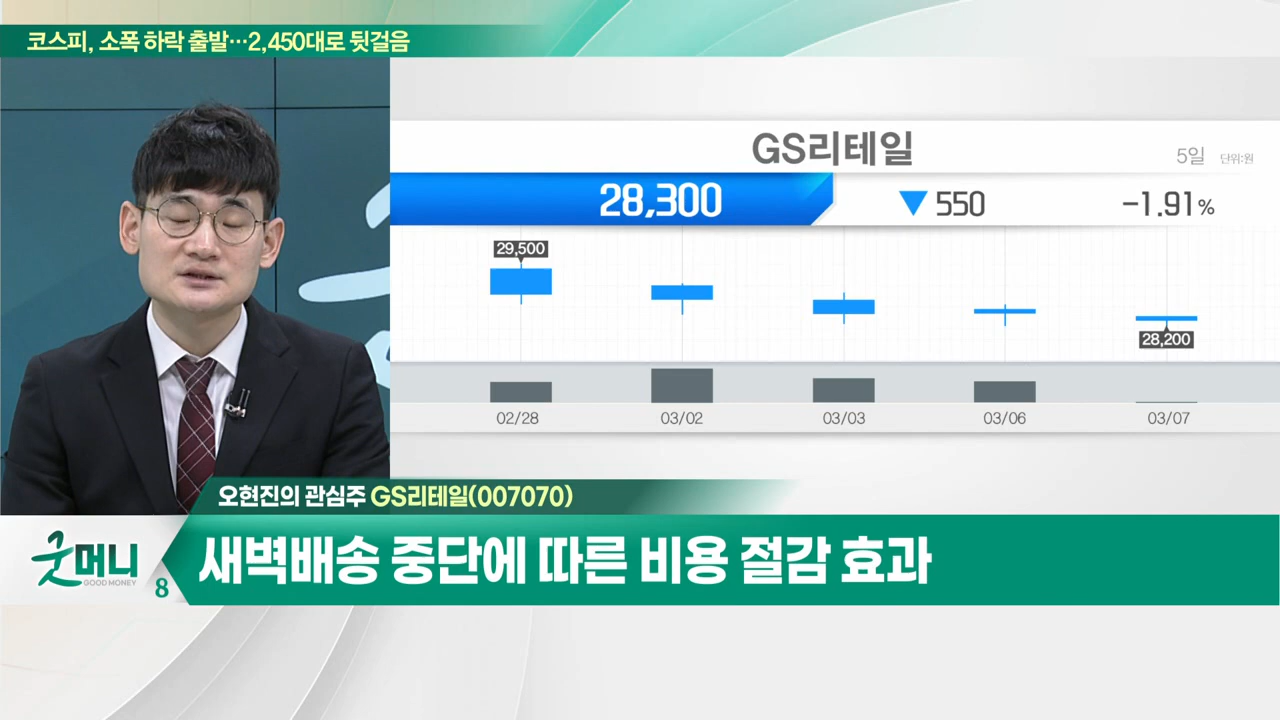 코스피, 소폭 하락 출발…2,450대로 뒷걸음
GS리테일
5일 단위:원
28,300 ▼ 550 -1.91%
29,500
28,200
02/28 03/02 03/03 03/06 03/07
오현진의 관심주 GS리테일(007070)
굿머니
GOOD MONEY
8
새벽배송 중단에 따른 비용 절감 효과